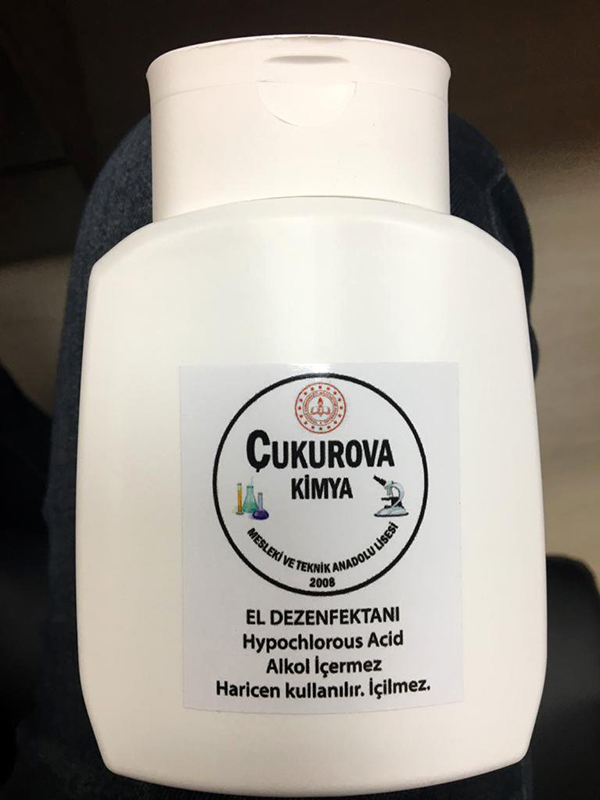 ÇUKUROVA
KİMYA
MESLEKİ VE TEKNİK ANADOLU LİSESİ
2008
EL DEZENFEKTANI
Hypochlorous Acid
Alkol İçermez
Haricen kullanılır. İçilmez.